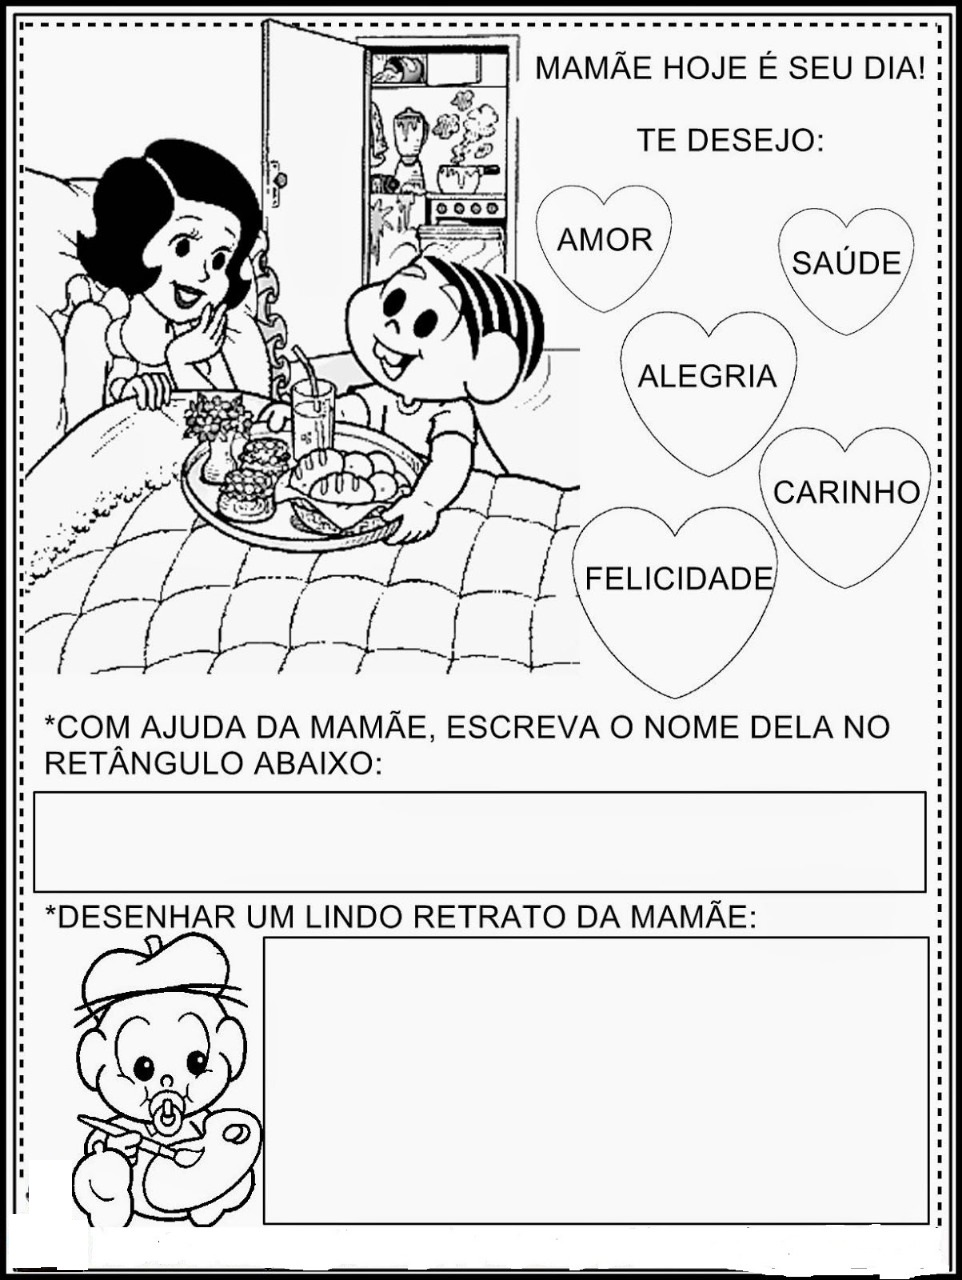 MAMÃE HOJE É SEU DIA!
TE DESEJO:
AMOR
SAÚDE
ALEGRIA
CARINHO
FELICIDADE
*COM AJUDA DA MAMÃE, ESCREVA O NOME DELA NO
RETÂNGULO ABAIXO:
*DESENHAR UM LINDO RETRATO DA MAMÃE: